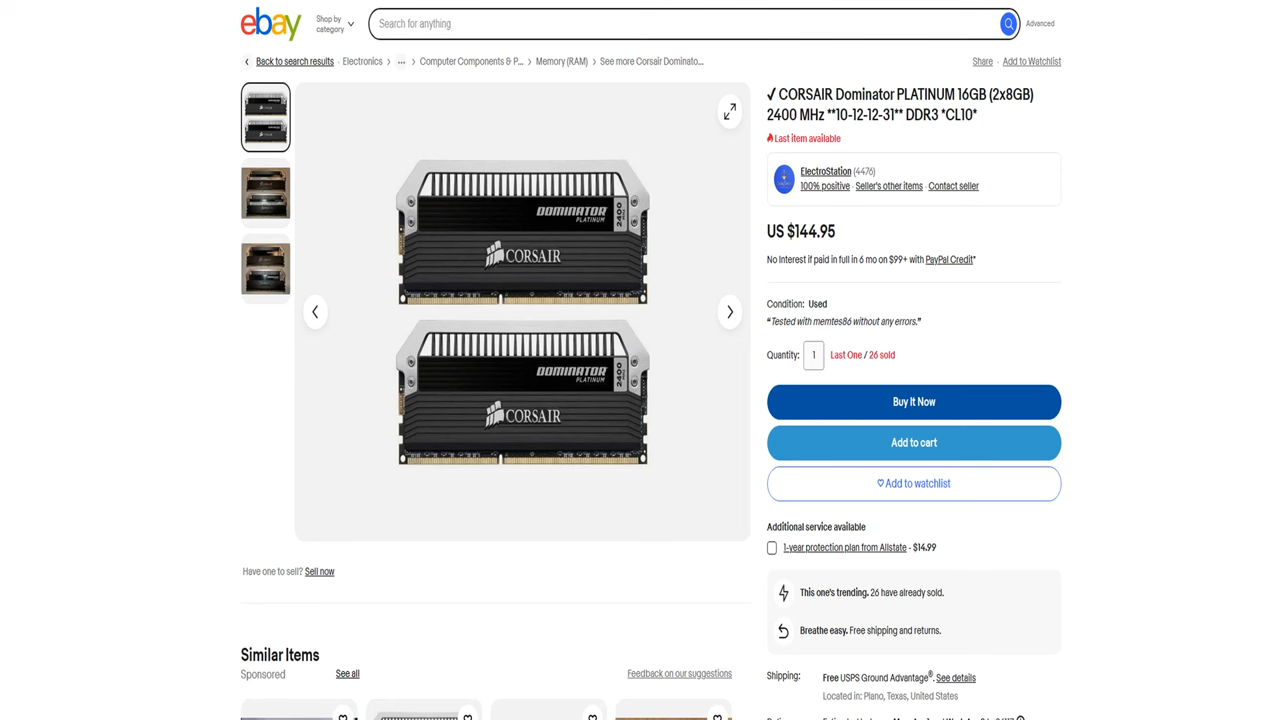 ebay
Shop by
category
Search for anything
Advanced
Back to search results · Electronics > ... > Computer Components & P... > Memory (RAM) > See more Corsair Dominato...
Share · Add to Watchlist
✓ CORSAIR Dominator PLATINUM 16GB (2x8GB)
2400 MHz **10-12-12-31** DDR3 *CL10*
Last item available
ElectroStation (4476)
100% positive · Seller's other items · Contact seller
US $144.95
No Interest if paid in full in 6 mo on $99+ with PayPal Credit*
Condition: Used
“Tested with memtes86 without any errors.”
Quantity: 1 Last One / 26 sold
Buy It Now
Add to cart
Add to watchlist
Additional service available
1-year protection plan from Allstate - $14.99
This one's trending. 26 have already sold.
Breathe easy. Free shipping and returns.
Shipping: Free USPS Ground Advantage®. See details
Located in: Plano, Texas, United States
DOMINATOR
PLATINUM
2400
CORSAIR
DOMINATOR
PLATINUM
2400
CORSAIR
Have one to sell? Sell now
Similar Items
Sponsored
See all
Feedback on our suggestions